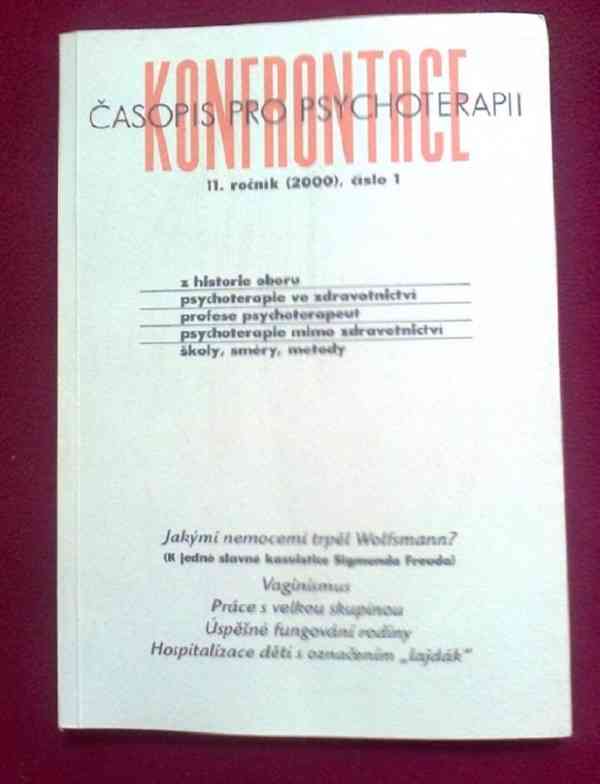 KONFRONTACE
ČASOPIS PRO PSYCHOTERAPII
11. ročník (2000), číslo 1
z historie oboru
psychoterapie ve zdravotnictví
profese psychoterapeut
psychoterapie mimo zdravotnictví
školy, směry, metody
Jakými nemocemi trpěl Wolfsmann?
(K jedné slavné kasuistice Sigmunda Freuda)
Vaginismus
Práce s velkou skupinou
Úspěšné fungování rodiny
Hospitalizace dětí s označením „lajdák“